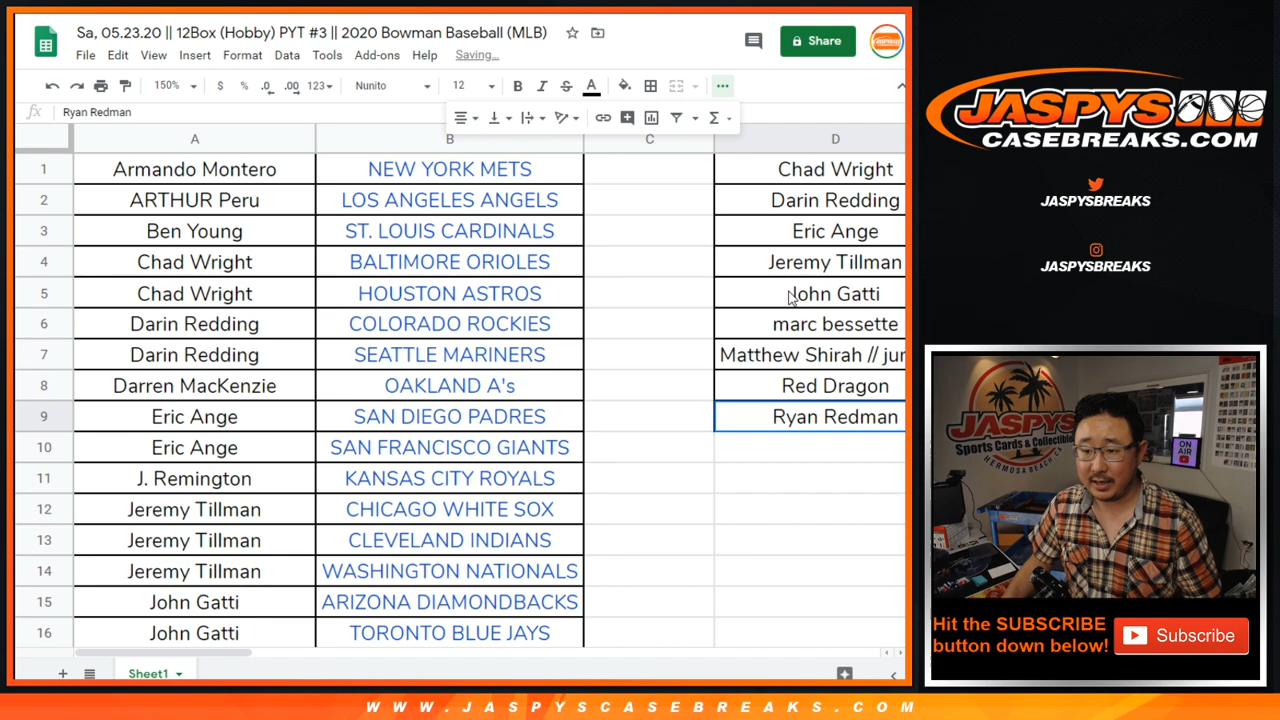 Sa, 05.23.20 || 12Box (Hobby) PYT #3 || 2020 Bowman Baseball (MLB)
File Edit View Insert Format Data Tools Add-ons Help Saving...
Share
150% $ % .0 .00 123 Nunito 12 B I S A
fx Ryan Redman
A B C D
1 Armando Montero NEW YORK METS Chad Wright
2 ARTHUR Peru LOS ANGELES ANGELS Darin Redding
3 Ben Young ST. LOUIS CARDINALS Eric Ange
4 Chad Wright BALTIMORE ORIOLES Jeremy Tillman
5 Chad Wright HOUSTON ASTROS John Gatti
6 Darin Redding COLORADO ROCKIES marc bessette
7 Darin Redding SEATTLE MARINERS Matthew Shirah // jur
8 Darren MacKenzie OAKLAND A's Red Dragon
9 Eric Ange SAN DIEGO PADRES Ryan Redman
10 Eric Ange SAN FRANCISCO GIANTS
11 J. Remington KANSAS CITY ROYALS
12 Jeremy Tillman CHICAGO WHITE SOX
13 Jeremy Tillman CLEVELAND INDIANS
14 Jeremy Tillman WASHINGTON NATIONALS
15 John Gatti ARIZONA DIAMONDBACKS
16 John Gatti TORONTO BLUE JAYS
Sheet1
JASPYS
CASEBREAKS.COM
JASPYSBREAKS
JASPYSBREAKS
JASPYS
Sports Cards & Collectibles
HERMOSA BEACH, CA
ON
AIR
Hit the SUBSCRIBE
button down below!
Subscribe
WWW.JASPYSCASEBREAKS.COM